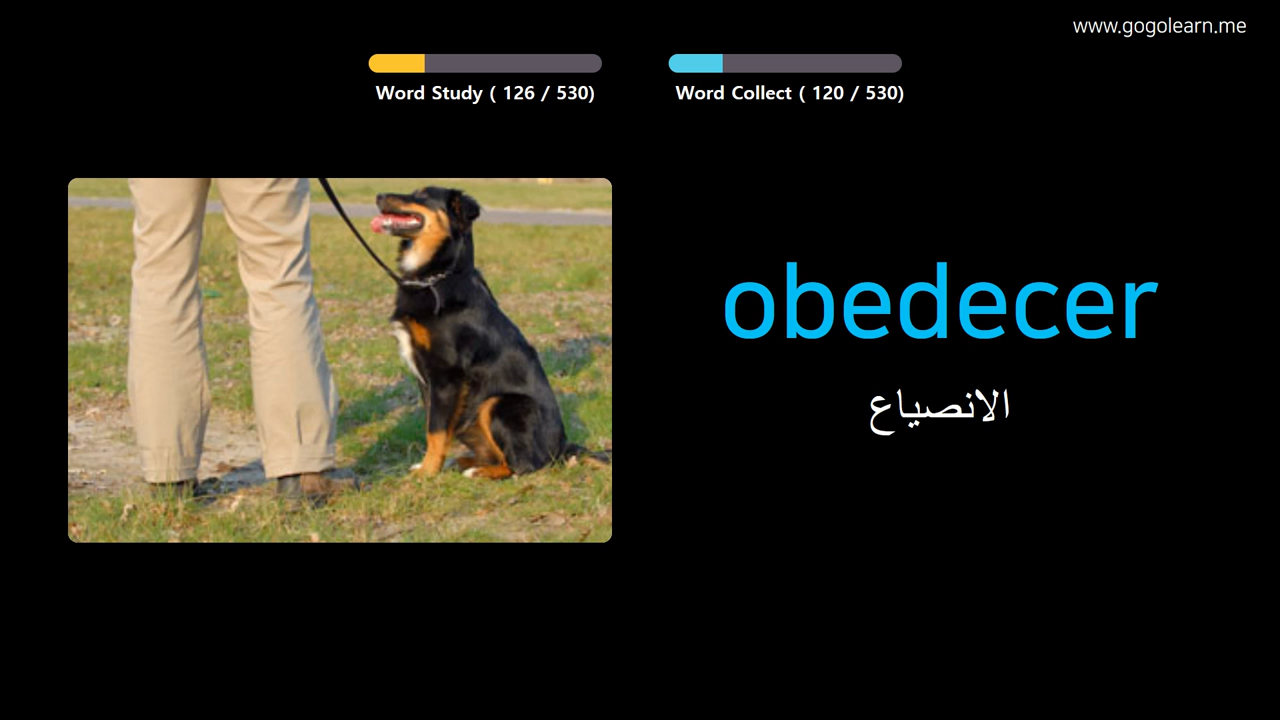 www.gogolearn.me
Word Study ( 126 / 530)
Word Collect ( 120 / 530)
obedecer
الانصياع